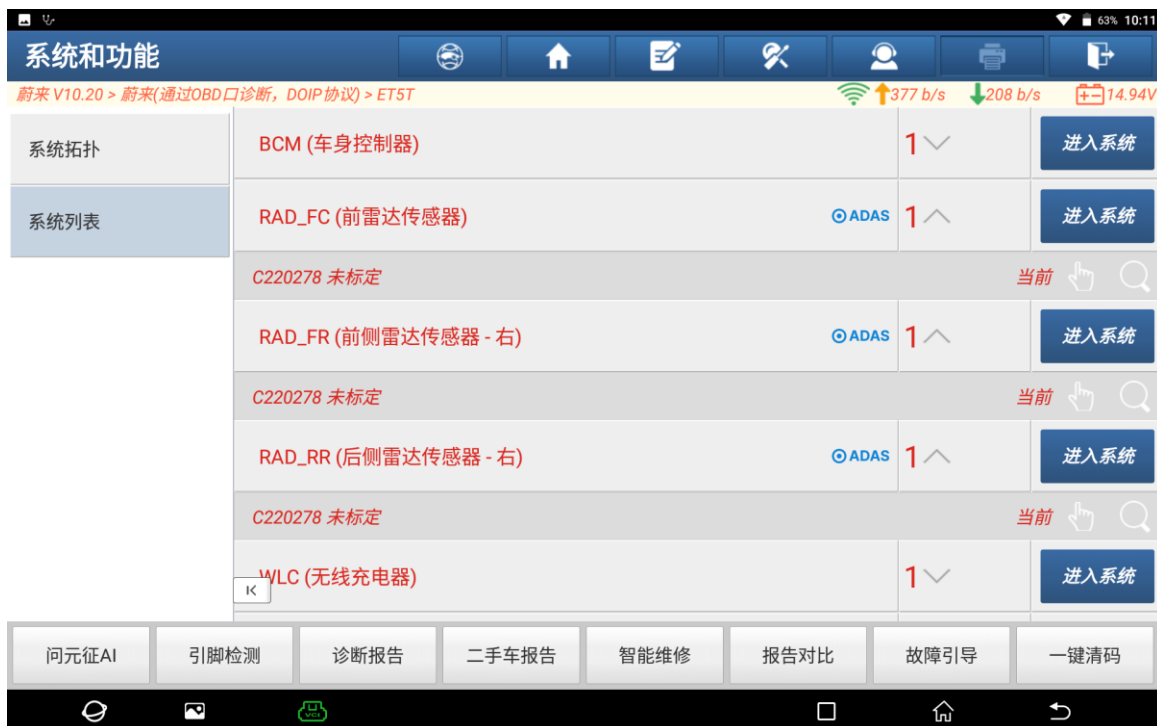 63% 10:11
系统和功能
蔚来 V10.20 > 蔚来(通过OBD口诊断，DOIP协议) > ET5T 377 b/s 208 b/s 14.94V
系统拓扑
系统列表
BCM (车身控制器) 1 进入系统
RAD_FC (前雷达传感器) ADAS 1 进入系统
C220278 未标定 当前
RAD_FR (前侧雷达传感器 - 右) ADAS 1 进入系统
C220278 未标定 当前
RAD_RR (后侧雷达传感器 - 右) ADAS 1 进入系统
C220278 未标定 当前
WLC (无线充电器) 1 进入系统
问元征AI 引脚检测 诊断报告 二手车报告 智能维修 报告对比 故障引导 一键清码
VCI